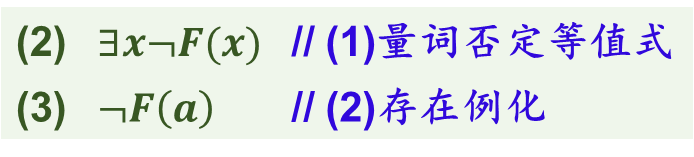 (2) ∃x¬F(x) // (1)量词否定等值式
(3) ¬F(a) // (2)存在例化